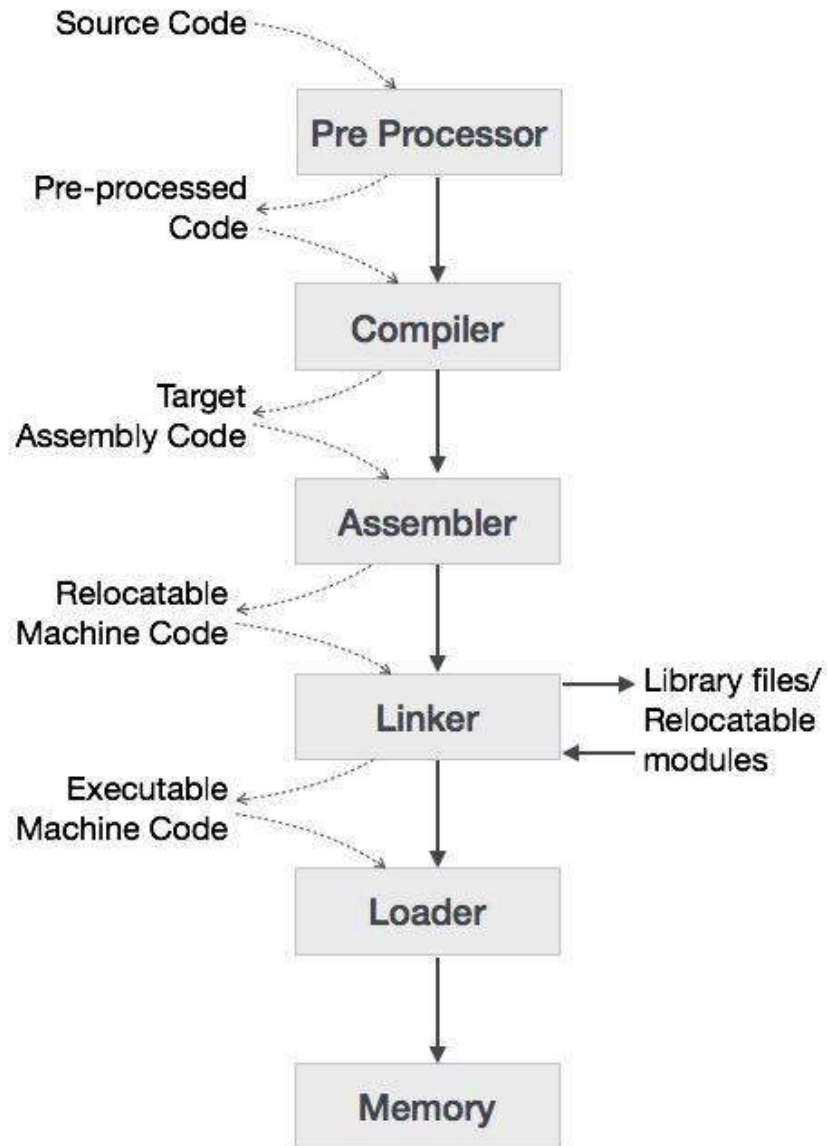 Source Code
Pre Processor
Pre-processed
Code
Compiler
Target
Assembly Code
Assembler
Relocatable
Machine Code
Linker
Library files/
Relocatable
modules
Executable
Machine Code
Loader
Memory